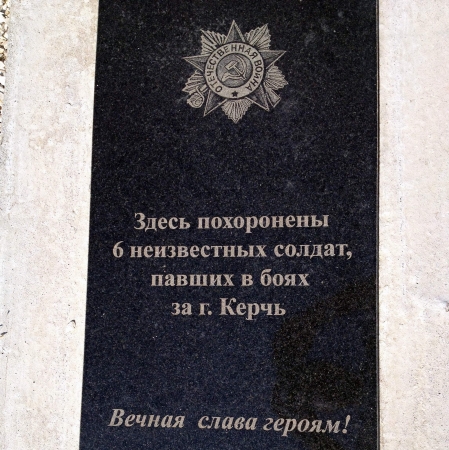 ОТЕЧЕСТВЕННАЯ ВОЙНА
Здесь похоронены
6 неизвестных солдат,
павших в боях
за г. Керчь
Вечная слава героям!